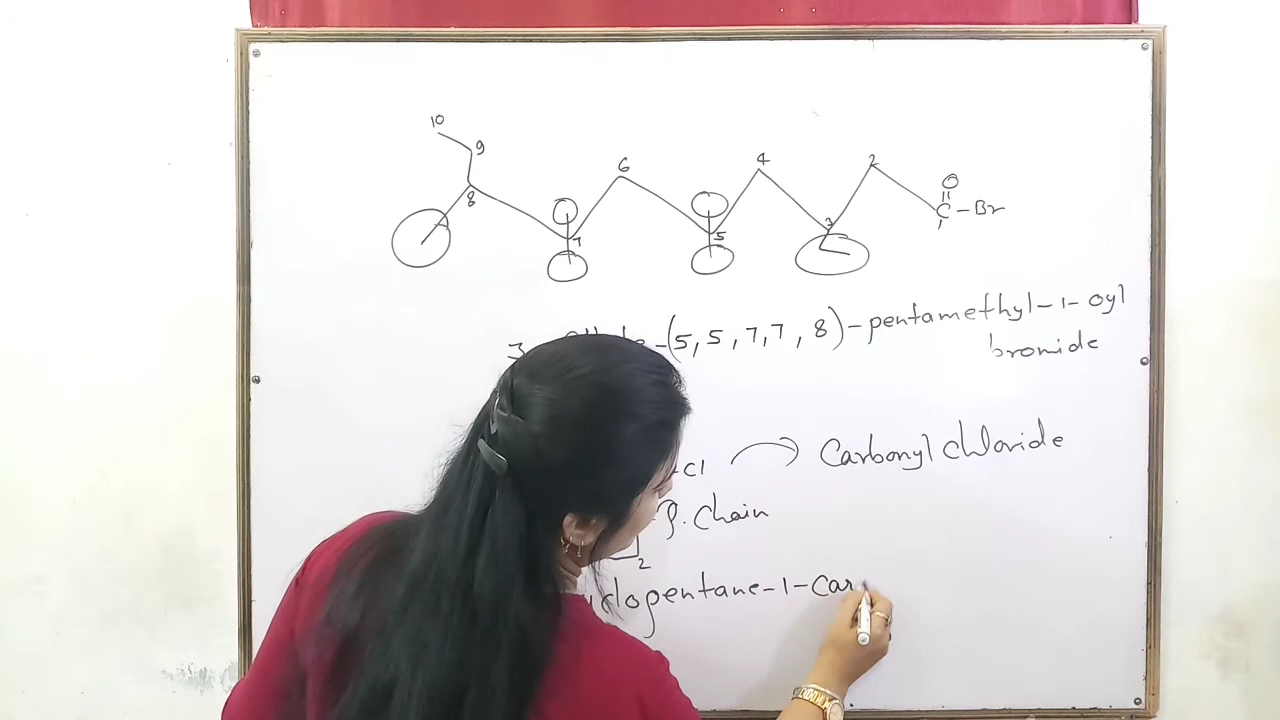 10
9
8
7
6
5
4
3
2
O
C - Br
3
-(5, 5, 7, 7, 8) - pentamethyl - 1 - oyl
bromide
-Cl → Carbonyl chloride
P. Chain
2
clopentane - 1 - Car